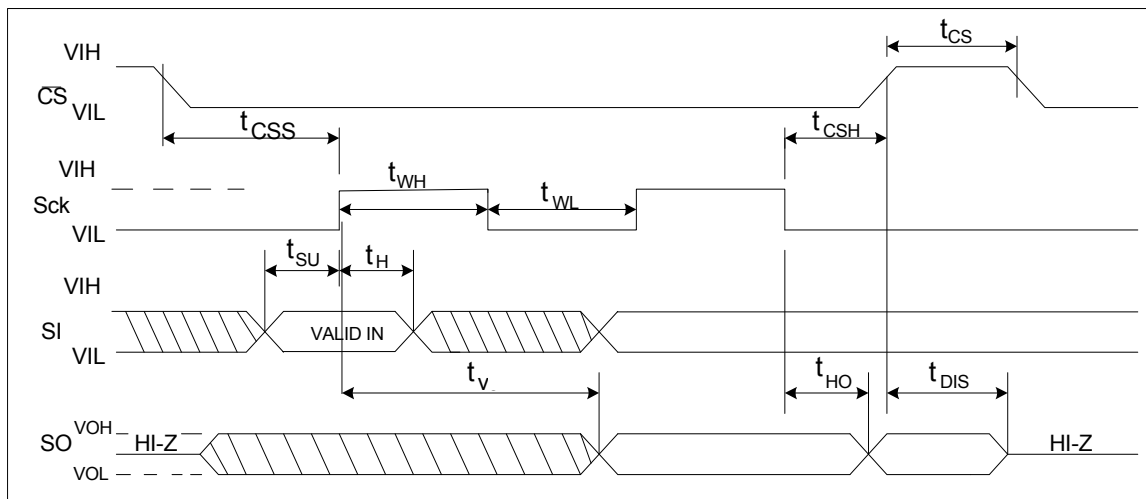 VIH
tCS
CS
VIL
tCSS
tCSH
VIH
tWH
Sck
tWL
VIL
tSU
tH
VIH
SI
VALID IN
VIL
tV
tHO
tDIS
VOH
SO
HI-Z
HI-Z
VOL